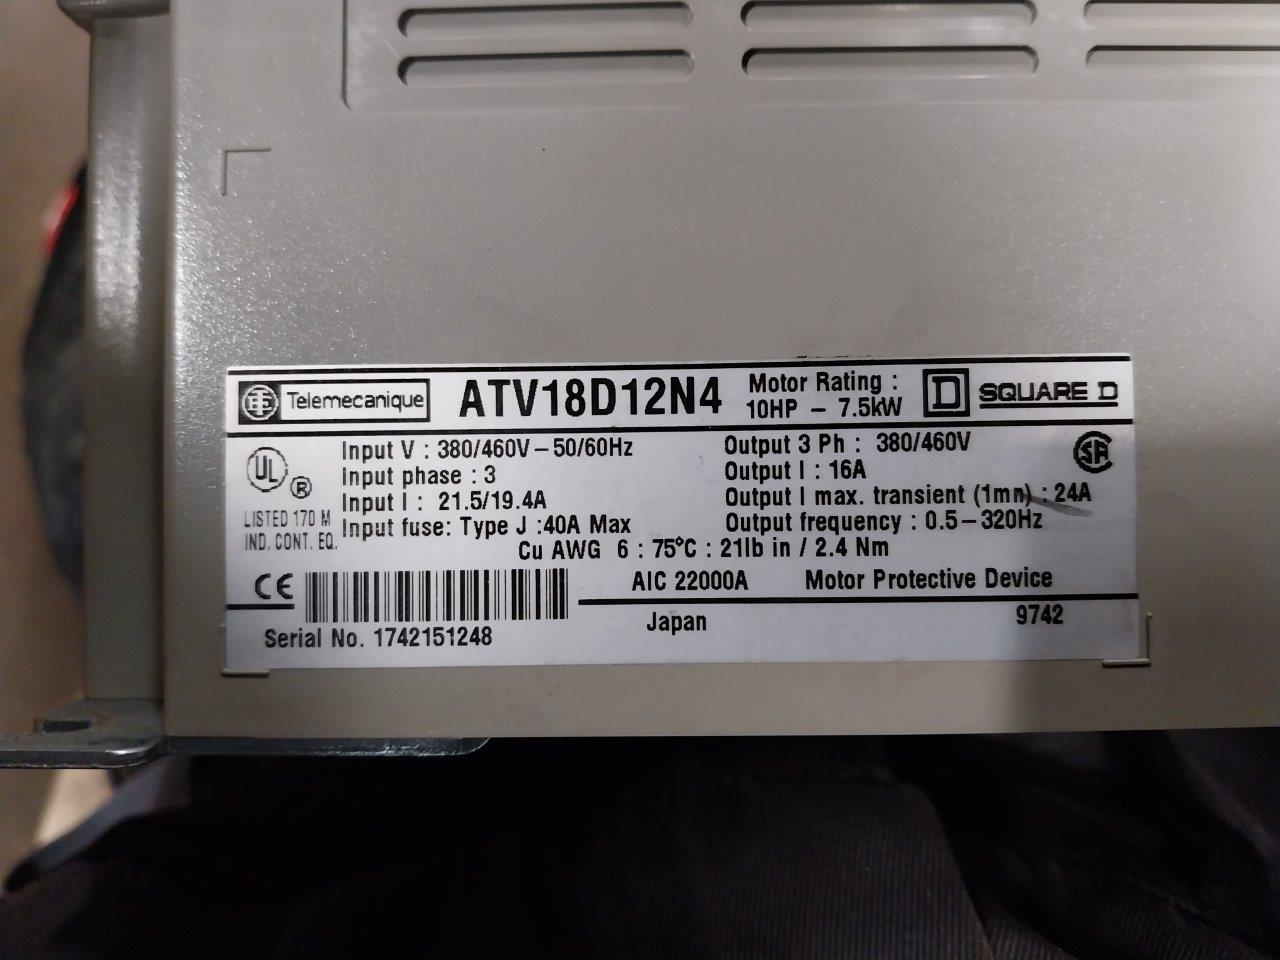 Telemecanique ATV18D12N4 Motor Rating : 10HP – 7.5kW D SQUARE D
Input V : 380/460V – 50/60Hz Output 3 Ph : 380/460V
Input phase : 3 Output I : 16A
Input I : 21.5/19.4A Output I max. transient (1mn) : 24A
Input fuse: Type J :40A Max Output frequency : 0.5–320Hz
UL ®
LISTED 170 M
IND. CONT. EQ.
SA
Cu AWG 6 : 75°C : 21lb in / 2.4 Nm
CE AIC 22000A Motor Protective Device
Serial No. 1742151248 Japan 9742